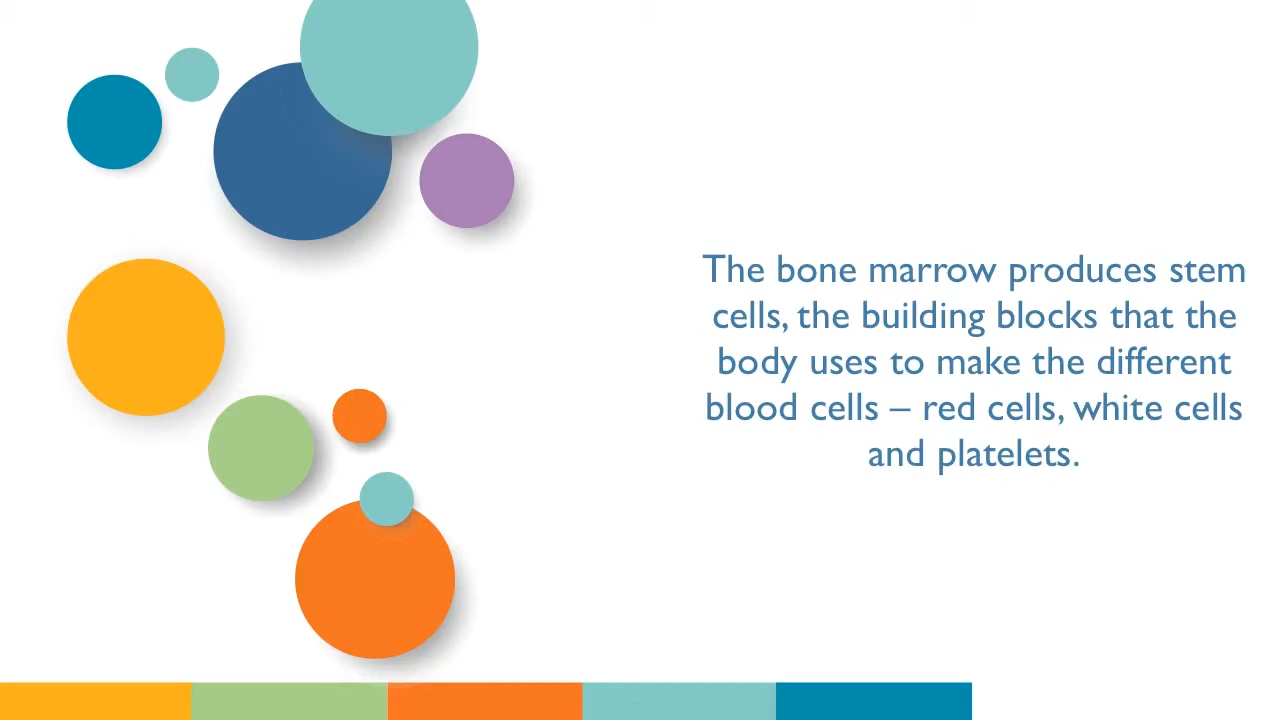 The bone marrow produces stem
cells, the building blocks that the
body uses to make the different
blood cells – red cells, white cells
and platelets.